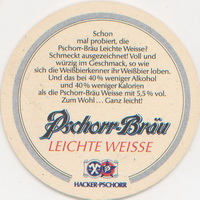 Schon
mal probiert, die
Pschorr-Bräu Leichte Weisse?
Schmeckt ausgezeichnet! Voll und
würzig im Geschmack, so wie
sich die Weißbierkenner ihr Weißbier loben.
Und das bei 40% weniger Alkohol
und 40% weniger Kalorien
als die Pschorr-Bräu Weisse mit 5,5% vol.
Zum Wohl... Ganz leicht!
Pschorr-Bräu
LEICHTE WEISSE
HACKER-PSCHORR